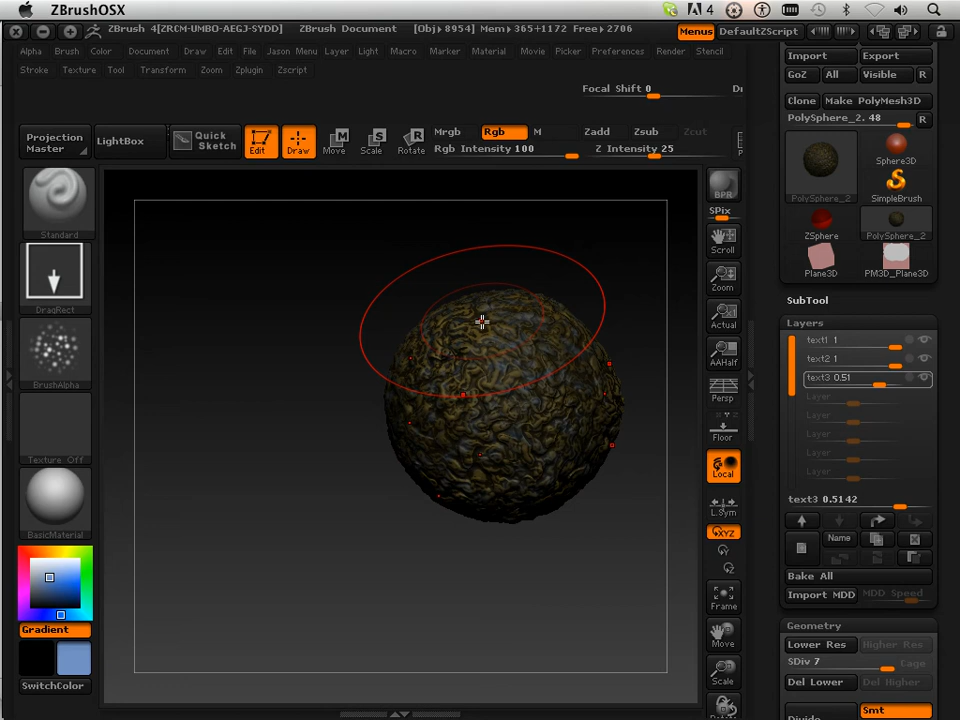 ZBrushOSX
4
ZBrush 4[ZRCM-UMBO-AEGJ-SYDD] ZBrush Document [Obj>8954] Mem>365+1172 Free>2706 Menus DefaultZScript
Alpha Brush Color Document Draw Edit File Jason Menu Layer Light Macro Marker Material Movie Picker Preferences Render Stencil
Stroke Texture Tool Transform Zoom Zplugin Zscript
Import Export
GoZ All Visible R
Focal Shift 0 Dr
Clone Make PolyMesh3D
PolySphere_2. 48 R
Projection Master
LightBox
Quick Sketch
Edit Draw Move Scale Rotate
Mrgb Rgb M Zadd Zsub Zcut
Rgb Intensity 100 Z Intensity 25
PolySphere_2 Sphere3D
SimpleBrush
ZSphere PolySphere_2
Plane3D PM3D_Plane3D
Standard
DragRect
BrushAlpha
Texture Off
BasicMaterial
Gradient
SwitchColor
BPR
SPix
Scroll
Zoom
Actual
AAHalf
Persp
Floor
Local
L.Sym
XYZ
Y
Z
Frame
Move
Scale
SubTool
Layers
text1 1
text2 1
text3 0.51
Layer
Layer
Layer
Layer
Layer
text3 0.5142
Name
Bake All
Import MDD MDD Speed
Geometry
Lower Res Higher Res
SDiv 7 Cage
Del Lower Del Higher
Divide Smt